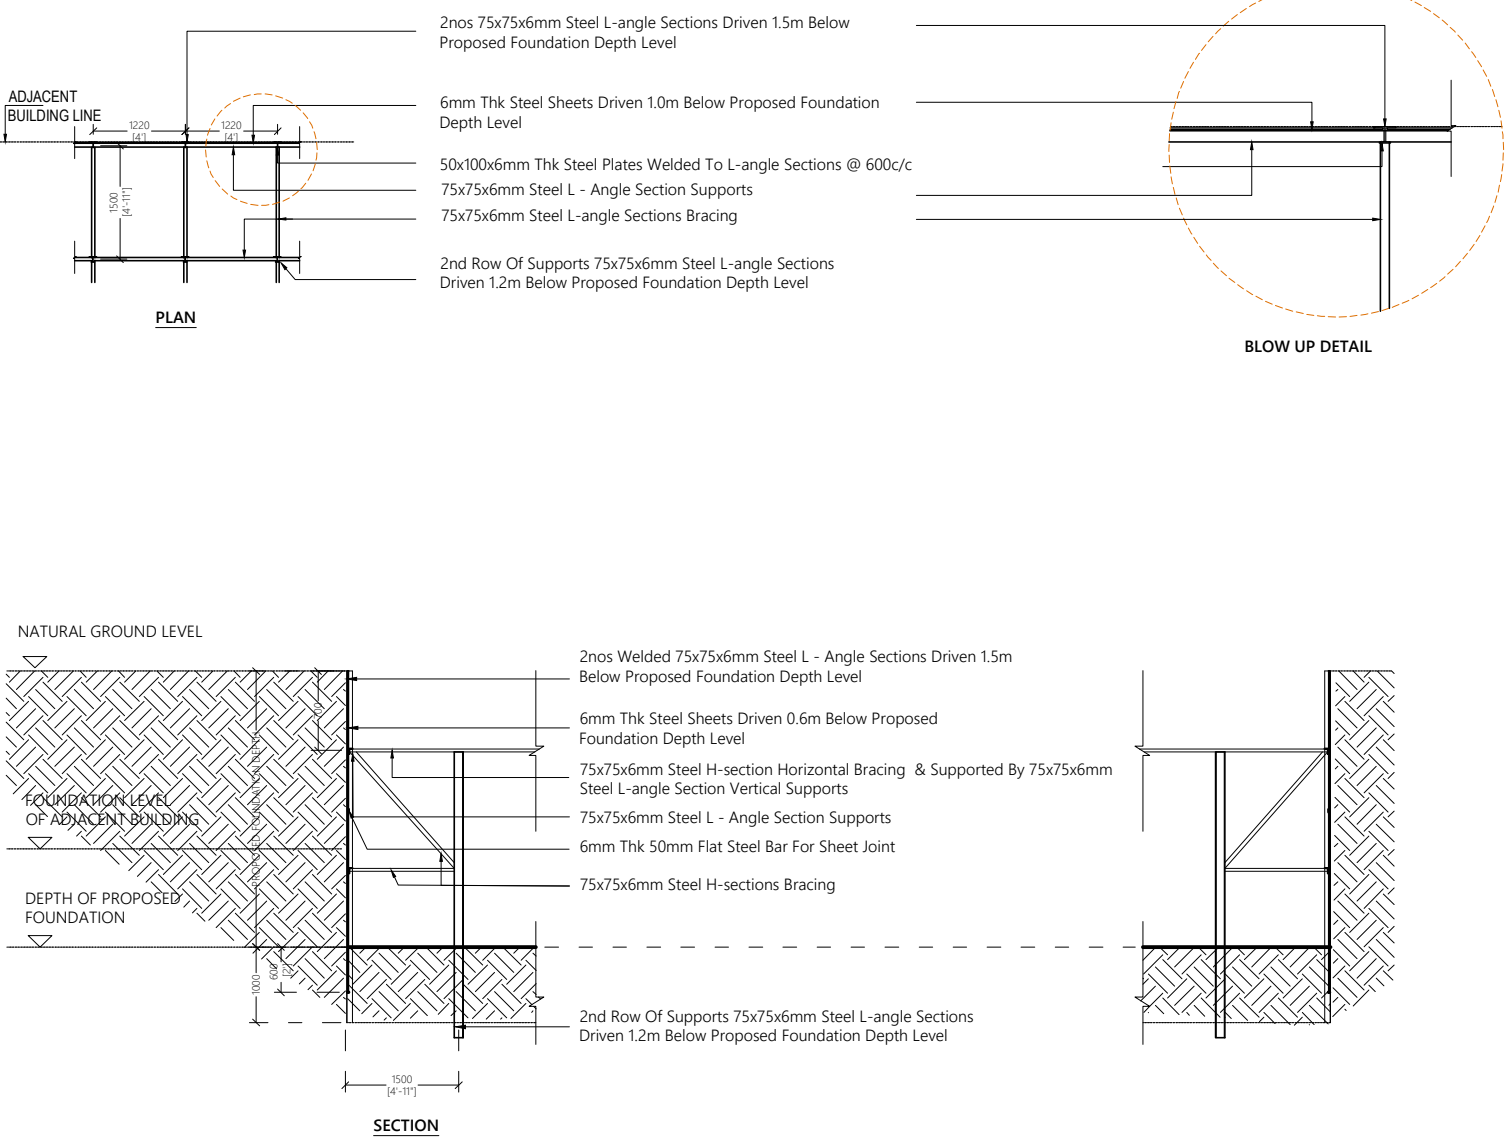 2nos 75x75x6mm Steel L-angle Sections Driven 1.5m Below
Proposed Foundation Depth Level
ADJACENT
BUILDING LINE
6mm Thk Steel Sheets Driven 1.0m Below Proposed Foundation
Depth Level
1220
[4']
1220
[4']
50x100x6mm Thk Steel Plates Welded To L-angle Sections @ 600c/c
75x75x6mm Steel L - Angle Section Supports
1500
[4'-11"]
75x75x6mm Steel L-angle Sections Bracing
2nd Row Of Supports 75x75x6mm Steel L-angle Sections
Driven 1.2m Below Proposed Foundation Depth Level
PLAN
BLOW UP DETAIL
NATURAL GROUND LEVEL
2nos Welded 75x75x6mm Steel L - Angle Sections Driven 1.5m
Below Proposed Foundation Depth Level
700
6mm Thk Steel Sheets Driven 0.6m Below Proposed
Foundation Depth Level
75x75x6mm Steel H-section Horizontal Bracing & Supported By 75x75x6mm
Steel L-angle Section Vertical Supports
PROPOSED FOUNDATION DEPTH
FOUNDATION LEVEL
OF ADJACENT BUILDING
75x75x6mm Steel L - Angle Section Supports
6mm Thk 50mm Flat Steel Bar For Sheet Joint
75x75x6mm Steel H-sections Bracing
DEPTH OF PROPOSED
FOUNDATION
600
[2']
1000
2nd Row Of Supports 75x75x6mm Steel L-angle Sections
Driven 1.2m Below Proposed Foundation Depth Level
1500
[4'-11"]
SECTION